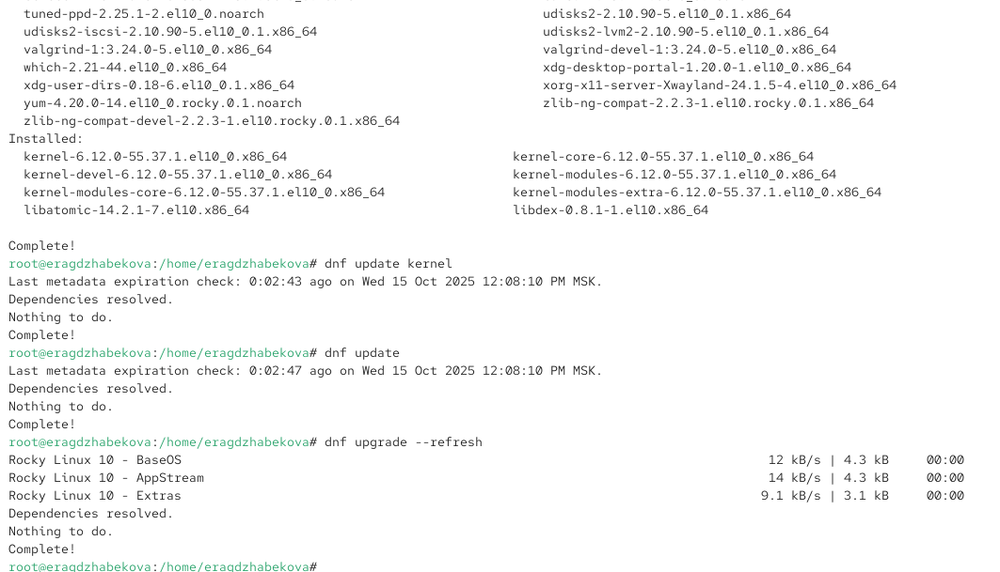 tuned-ppd-2.25.1-2.el10_0.noarch udisks2-2.10.90-5.el10_0.1.x86_64
udisks2-iscsi-2.10.90-5.el10_0.1.x86_64 udisks2-lvm2-2.10.90-5.el10_0.1.x86_64
valgrind-1:3.24.0-5.el10_0.x86_64 valgrind-devel-1:3.24.0-5.el10_0.x86_64
which-2.21-44.el10_0.x86_64 xdg-desktop-portal-1.20.0-1.el10_0.x86_64
xdg-user-dirs-0.18-6.el10_0.1.x86_64 xorg-x11-server-Xwayland-24.1.5-4.el10_0.x86_64
yum-4.20.0-14.el10_0.rocky.0.1.noarch zlib-ng-compat-2.2.3-1.el10.rocky.0.1.x86_64
zlib-ng-compat-devel-2.2.3-1.el10.rocky.0.1.x86_64
Installed:
kernel-6.12.0-55.37.1.el10_0.x86_64 kernel-core-6.12.0-55.37.1.el10_0.x86_64
kernel-devel-6.12.0-55.37.1.el10_0.x86_64 kernel-modules-6.12.0-55.37.1.el10_0.x86_64
kernel-modules-core-6.12.0-55.37.1.el10_0.x86_64 kernel-modules-extra-6.12.0-55.37.1.el10_0.x86_64
libatomic-14.2.1-7.el10.x86_64 libdex-0.8.1-1.el10.x86_64
Complete!
root@eragdzhabekova:/home/eragdzhabekova# dnf update kernel
Last metadata expiration check: 0:02:43 ago on Wed 15 Oct 2025 12:08:10 PM MSK.
Dependencies resolved.
Nothing to do.
Complete!
root@eragdzhabekova:/home/eragdzhabekova# dnf update
Last metadata expiration check: 0:02:47 ago on Wed 15 Oct 2025 12:08:10 PM MSK.
Dependencies resolved.
Nothing to do.
Complete!
root@eragdzhabekova:/home/eragdzhabekova# dnf upgrade --refresh
Rocky Linux 10 - BaseOS 12 kB/s | 4.3 kB 00:00
Rocky Linux 10 - AppStream 14 kB/s | 4.3 kB 00:00
Rocky Linux 10 - Extras 9.1 kB/s | 3.1 kB 00:00
Dependencies resolved.
Nothing to do.
Complete!
root@eragdzhabekova:/home/eragdzhabekova#